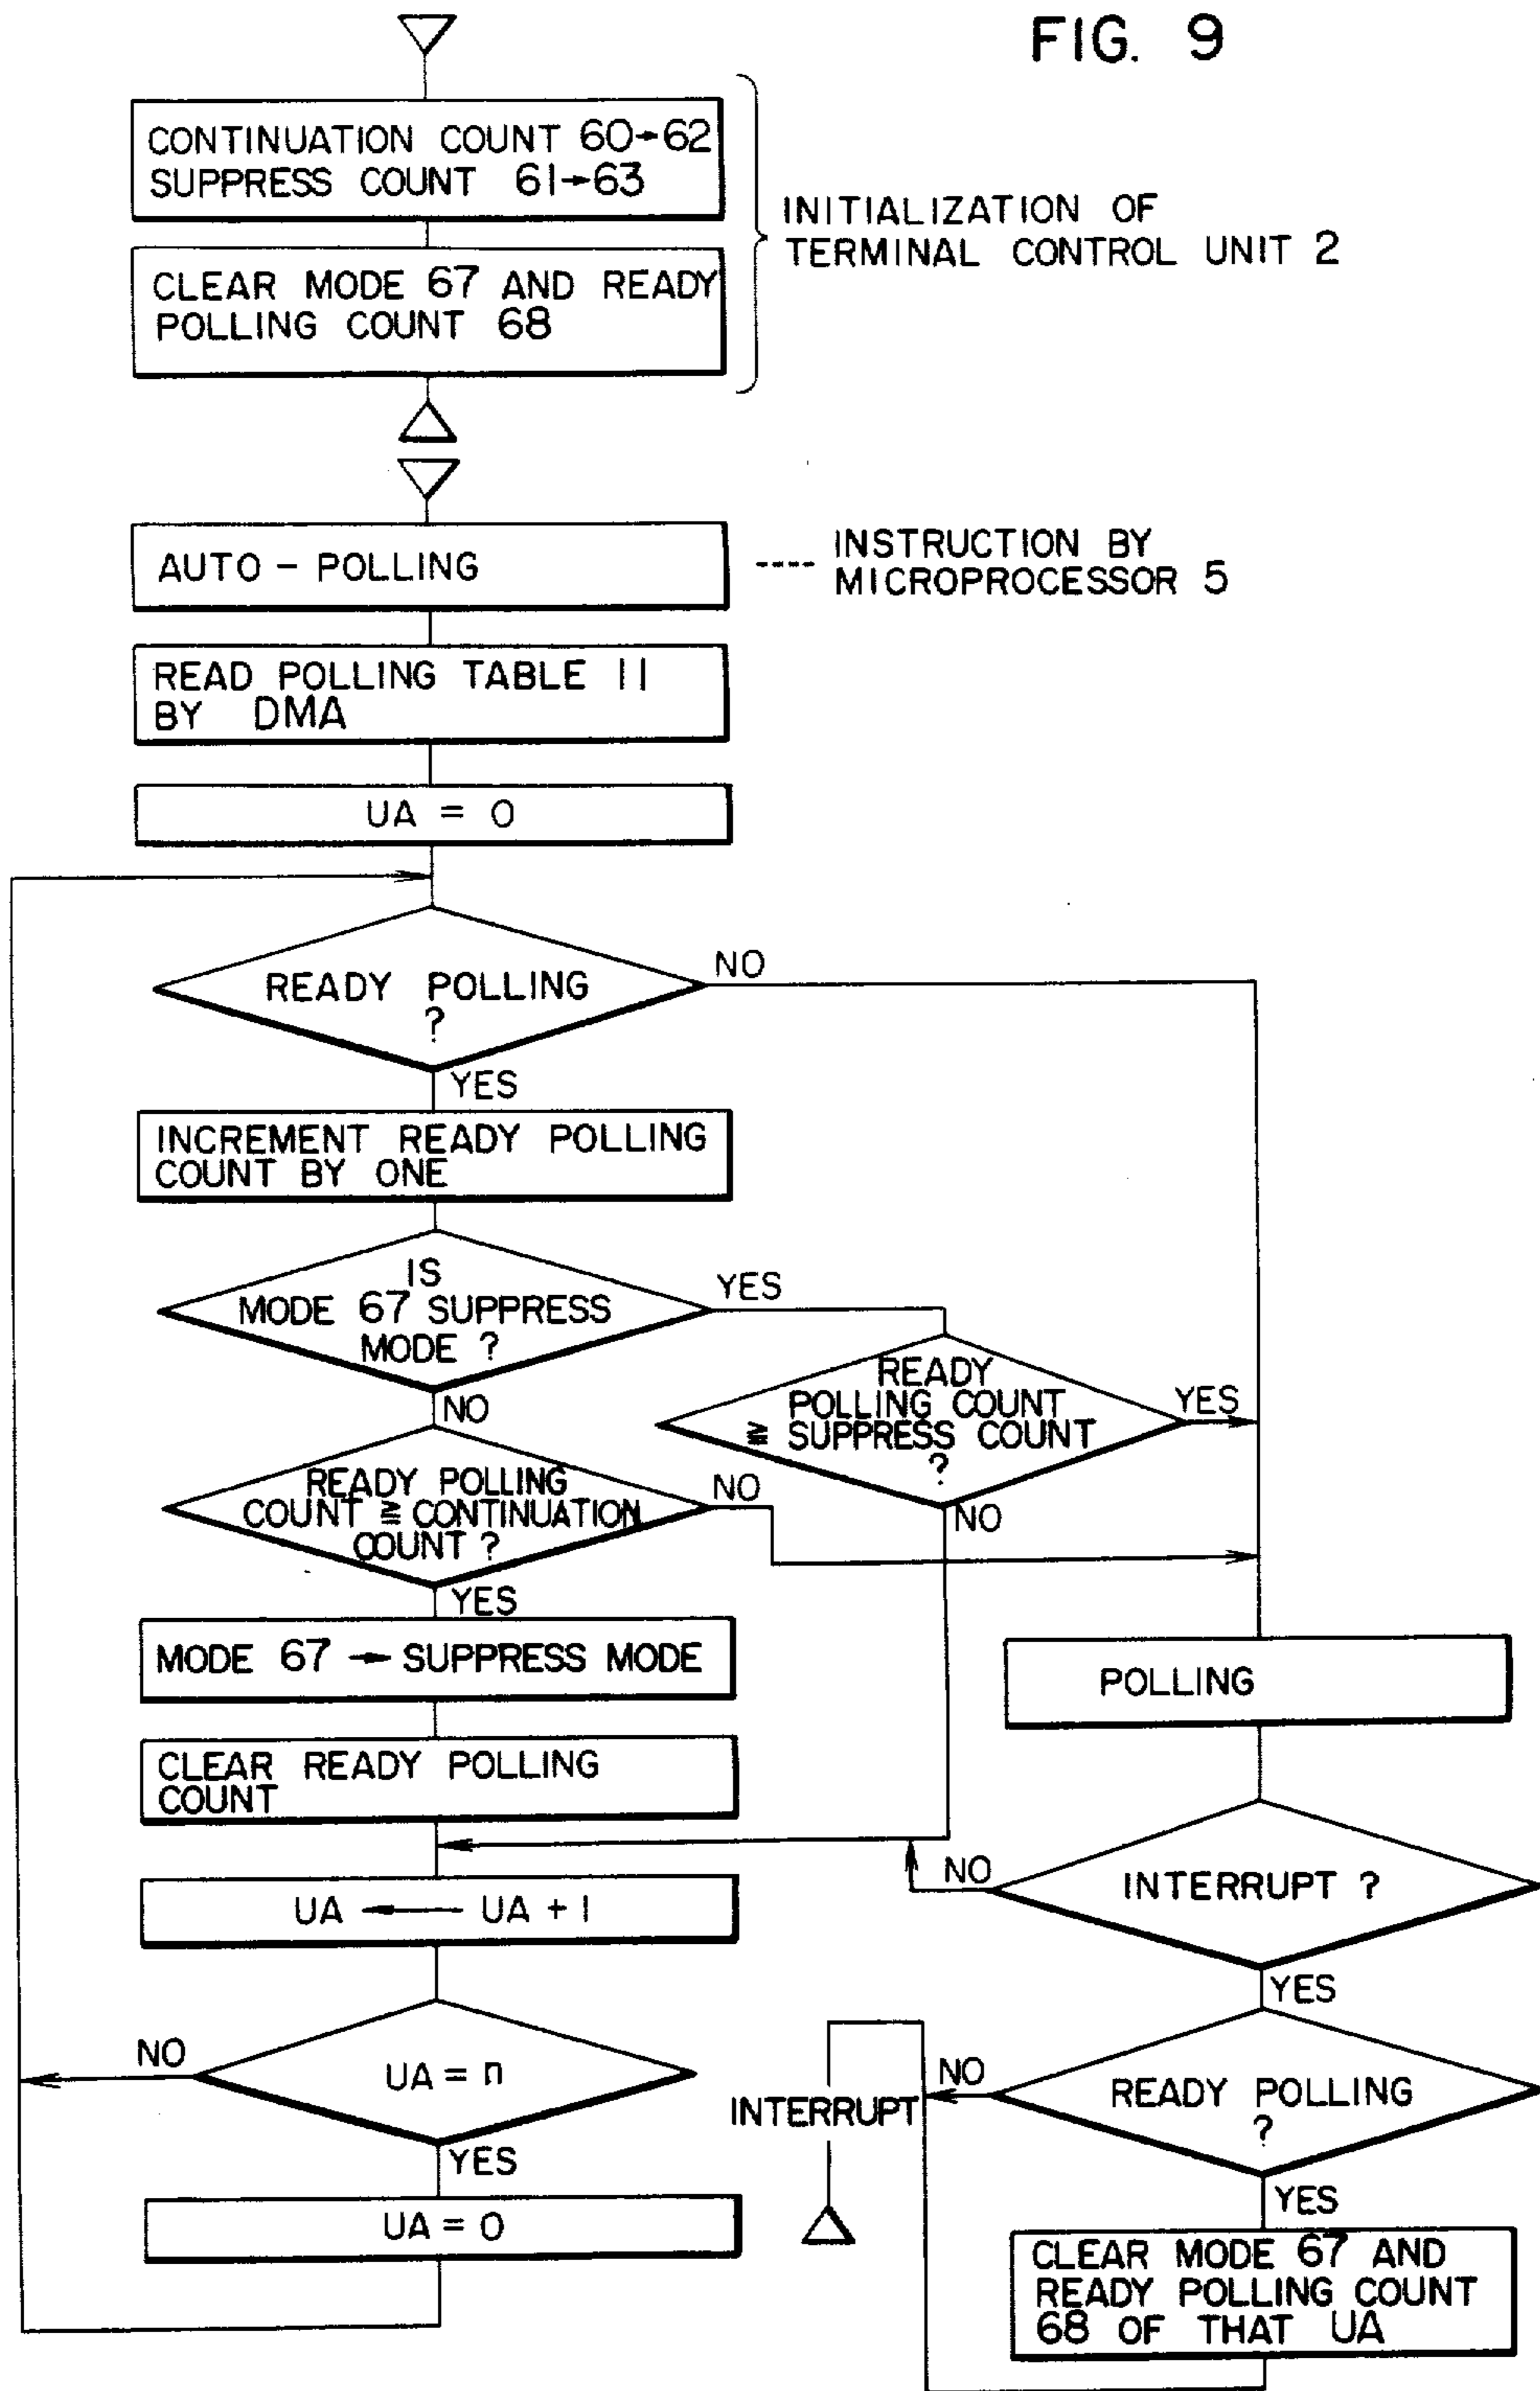 FIG. 9
CONTINUATION COUNT 60→62
SUPPRESS COUNT 61→63
INITIALIZATION OF
TERMINAL CONTROL UNIT 2
CLEAR MODE 67 AND READY
POLLING COUNT 68
AUTO - POLLING
---- INSTRUCTION BY
MICROPROCESSOR 5
READ POLLING TABLE 11
BY DMA
UA = 0
READY POLLING
?
NO
YES
INCREMENT READY POLLING
COUNT BY ONE
IS
MODE 67 SUPPRESS
MODE ?
YES
NO
READY
POLLING COUNT
≧ SUPPRESS COUNT
?
YES
NO
READY POLLING
COUNT ≧ CONTINUATION
COUNT ?
NO
YES
MODE 67 → SUPPRESS MODE
POLLING
CLEAR READY POLLING
COUNT
INTERRUPT ?
NO
YES
UA ← UA + 1
UA = n
NO
YES
READY POLLING
?
NO
YES
INTERRUPT
UA = 0
CLEAR MODE 67 AND
READY POLLING COUNT
68 OF THAT UA